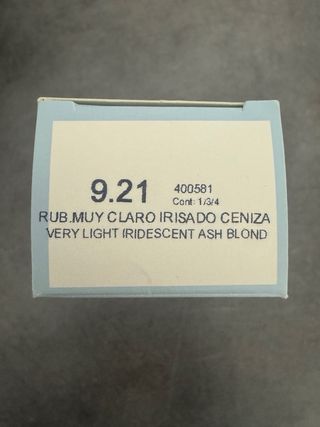 9.21 400581
Cont: 1/3/4
RUB.MUY CLARO IRISADO CENIZA
VERY LIGHT IRIDESCENT ASH BLOND